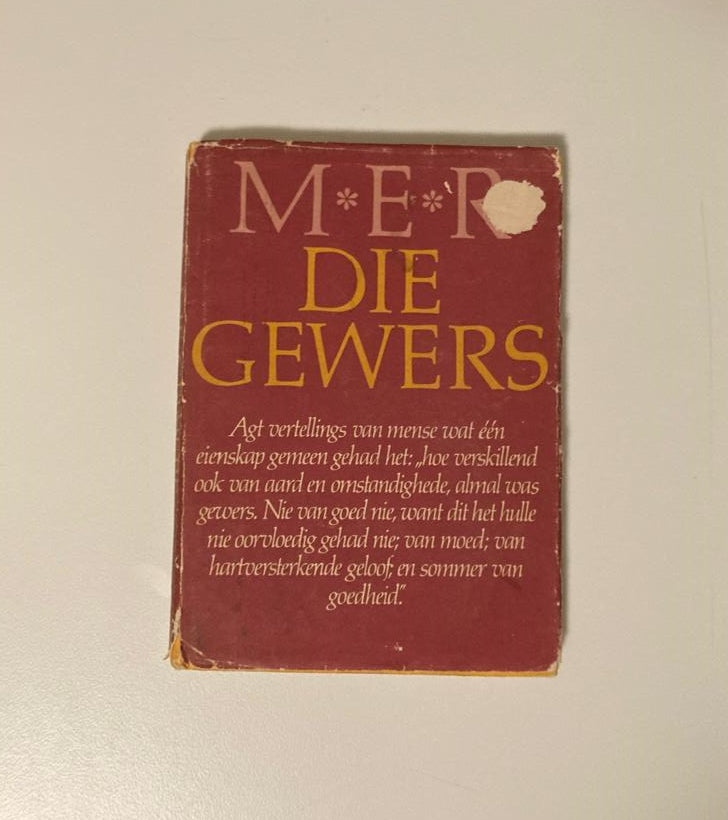 M*E*R
DIE
GEWERS
Agt vertellings van mense wat één
eienskap gemeen gehad het: „hoe verskillend
ook van aard en omstandighede, almal was
gewers. Nie van goed nie, want dit het hulle
nie oorvloedig gehad nie; van moed; van
hartversterkende geloof; en sommer van
goedheid”.